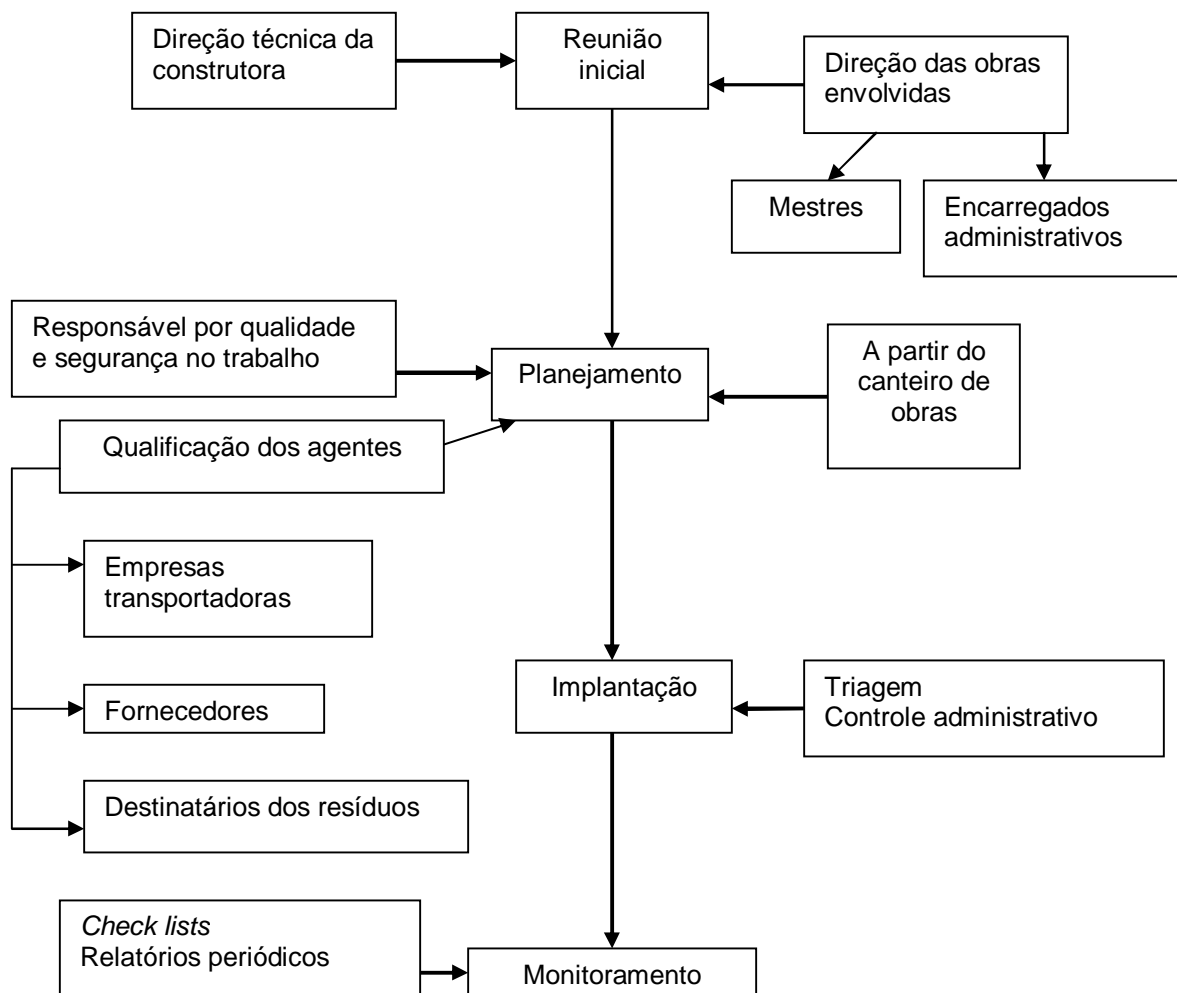 Direção técnica da
construtora
Reunião
inicial
Direção das obras
envolvidas
Mestres
Encarregados
administrativos
Responsável por qualidade
e segurança no trabalho
Planejamento
A partir do
canteiro de
obras
Qualificação dos agentes
Empresas
transportadoras
Fornecedores
Destinatários dos resíduos
Implantação
Triagem
Controle administrativo
Check lists
Relatórios periódicos
Monitoramento